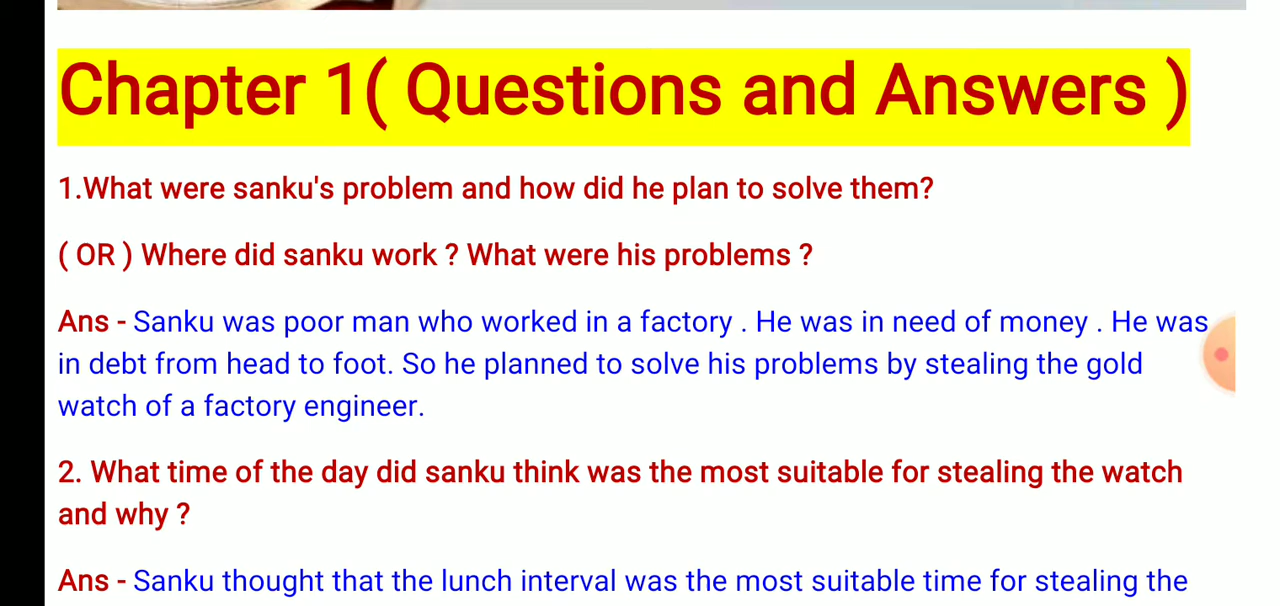 Chapter 1( Questions and Answers )
1.What were sanku's problem and how did he plan to solve them?
( OR ) Where did sanku work ? What were his problems ?
Ans - Sanku was poor man who worked in a factory . He was in need of money . He was
in debt from head to foot. So he planned to solve his problems by stealing the gold
watch of a factory engineer.
2. What time of the day did sanku think was the most suitable for stealing the watch
and why ?
Ans - Sanku thought that the lunch interval was the most suitable time for stealing the